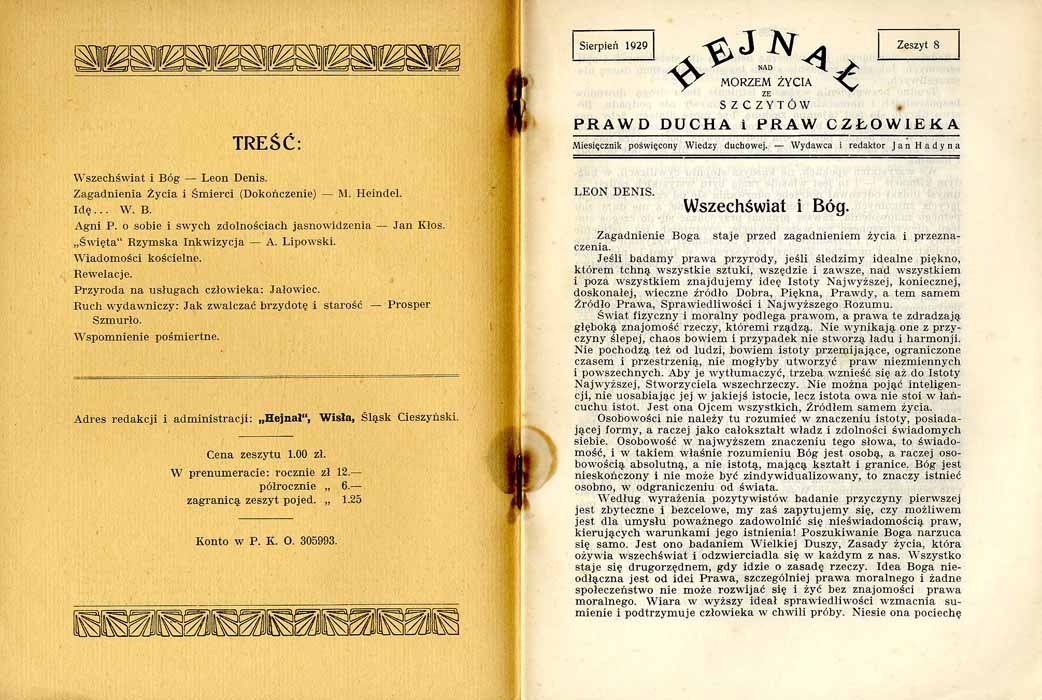 TREŚĆ:
Wszechświat i Bóg — Leon Denis.
Zagadnienia Życia i Śmierci (Dokończenie) — M. Heindel.
Idę... W. B.
Agni P. o sobie i swych zdolnościach jasnowidzenia — Jan Kłos.
„Święta“ Rzymska Inkwizycja — A. Lipowski.
Wiadomości kościelne.
Rewelacje.
Przyroda na usługach człowieka: Jałowiec.
Ruch wydawniczy: Jak zwalczać brzydotę i starość — Prosper
Szmurło.
Wspomnienie pośmiertne.
Adres redakcji i administracji: „Hejnał“, Wisła, Śląsk Cieszyński.
Cena zeszytu 1.00 zł.
W prenumeracie: rocznie zł 12.—
półrocznie „ 6.—
zagranicą zeszyt pojed. „ 1.25
Konto w P. K. O. 305993.
Sierpień 1929
HEJNAŁ
Zeszyt 8
NAD
MORZEM ŻYCIA
ZE
SZCZYTÓW
PRAWD DUCHA i PRAW CZŁOWIEKA
Miesięcznik poświęcony Wiedzy duchowej. — Wydawca i redaktor Jan Hadyna
LEON DENIS.
Wszechświat i Bóg.
Zagadnienie Boga staje przed zagadnieniem życia i przezna-
czenia.
Jeśli badamy prawa przyrody, jeśli śledzimy idealne piękno,
którem tchną wszystkie sztuki, wszędzie i zawsze, nad wszystkiem
i poza wszystkiem znajdujemy ideę Istoty Najwyższej, koniecznej,
doskonałej, wieczne źródło Dobra, Piękna, Prawdy, a tem samem
Źródło Prawa, Sprawiedliwości i Najwyższego Rozumu.
Świat fizyczny i moralny podlega prawom, a prawa te zdradzają
głęboką znajomość rzeczy, któremi rządzą. Nie wynikają one z przy-
czyny ślepej, chaos bowiem i przypadek nie stworzą ładu i harmonji.
Nie pochodzą też od ludzi, bowiem istoty przemijające, ograniczone
czasem i przestrzenią, nie mogłyby utworzyć praw niezmiennych
i powszechnych. Aby je wytłumaczyć, trzeba wznieść się aż do Istoty
Najwyższej, Stworzyciela wszechrzeczy. Nie można pojąć inteligen-
cji, nie uosabiając jej w jakiejś istocie, lecz istota owa nie stoi w łań-
cuchu istot. Jest ona Ojcem wszystkich, Źródłem samem życia.
Osobowości nie należy tu rozumieć w znaczeniu istoty, posiada-
jącej formy, a raczej jako całokształt władz i zdolności świadomych
siebie. Osobowość w najwyższem znaczeniu tego słowa, to świado-
mość, i w takiem właśnie rozumieniu Bóg jest osobą, a raczej oso-
bowością absolutną, a nie istotą, mającą kształt i granice. Bóg jest
nieskończony i nie może być zindywidualizowany, to znaczy istnieć
osobno, w odgraniczeniu od świata.
Według wyrażenia pozytywistów badanie przyczyny pierwszej
jest zbyteczne i bezcelowe, my zaś zapytujemy się, czy możliwem
jest dla umysłu poważnego zadowolnić się nieświadomością praw,
kierujących warunkami jego istnienia! Poszukiwanie Boga narzuca
się samo. Jest ono badaniem Wielkiej Duszy, Zasady życia, która
ożywia wszechświat i odzwierciadla się w każdym z nas. Wszystko
staje się drugorzędnem, gdy idzie o zasadę rzeczy. Idea Boga nie-
odłączna jest od idei Prawa, szczególniej prawa moralnego i żadne
społeczeństwo nie może rozwijać się i żyć bez znajomości prawa
moralnego. Wiara w wyższy ideał sprawiedliwości wzmacnia su-
mienie i podtrzymuje człowieka w chwili próby. Niesie ona pociechę